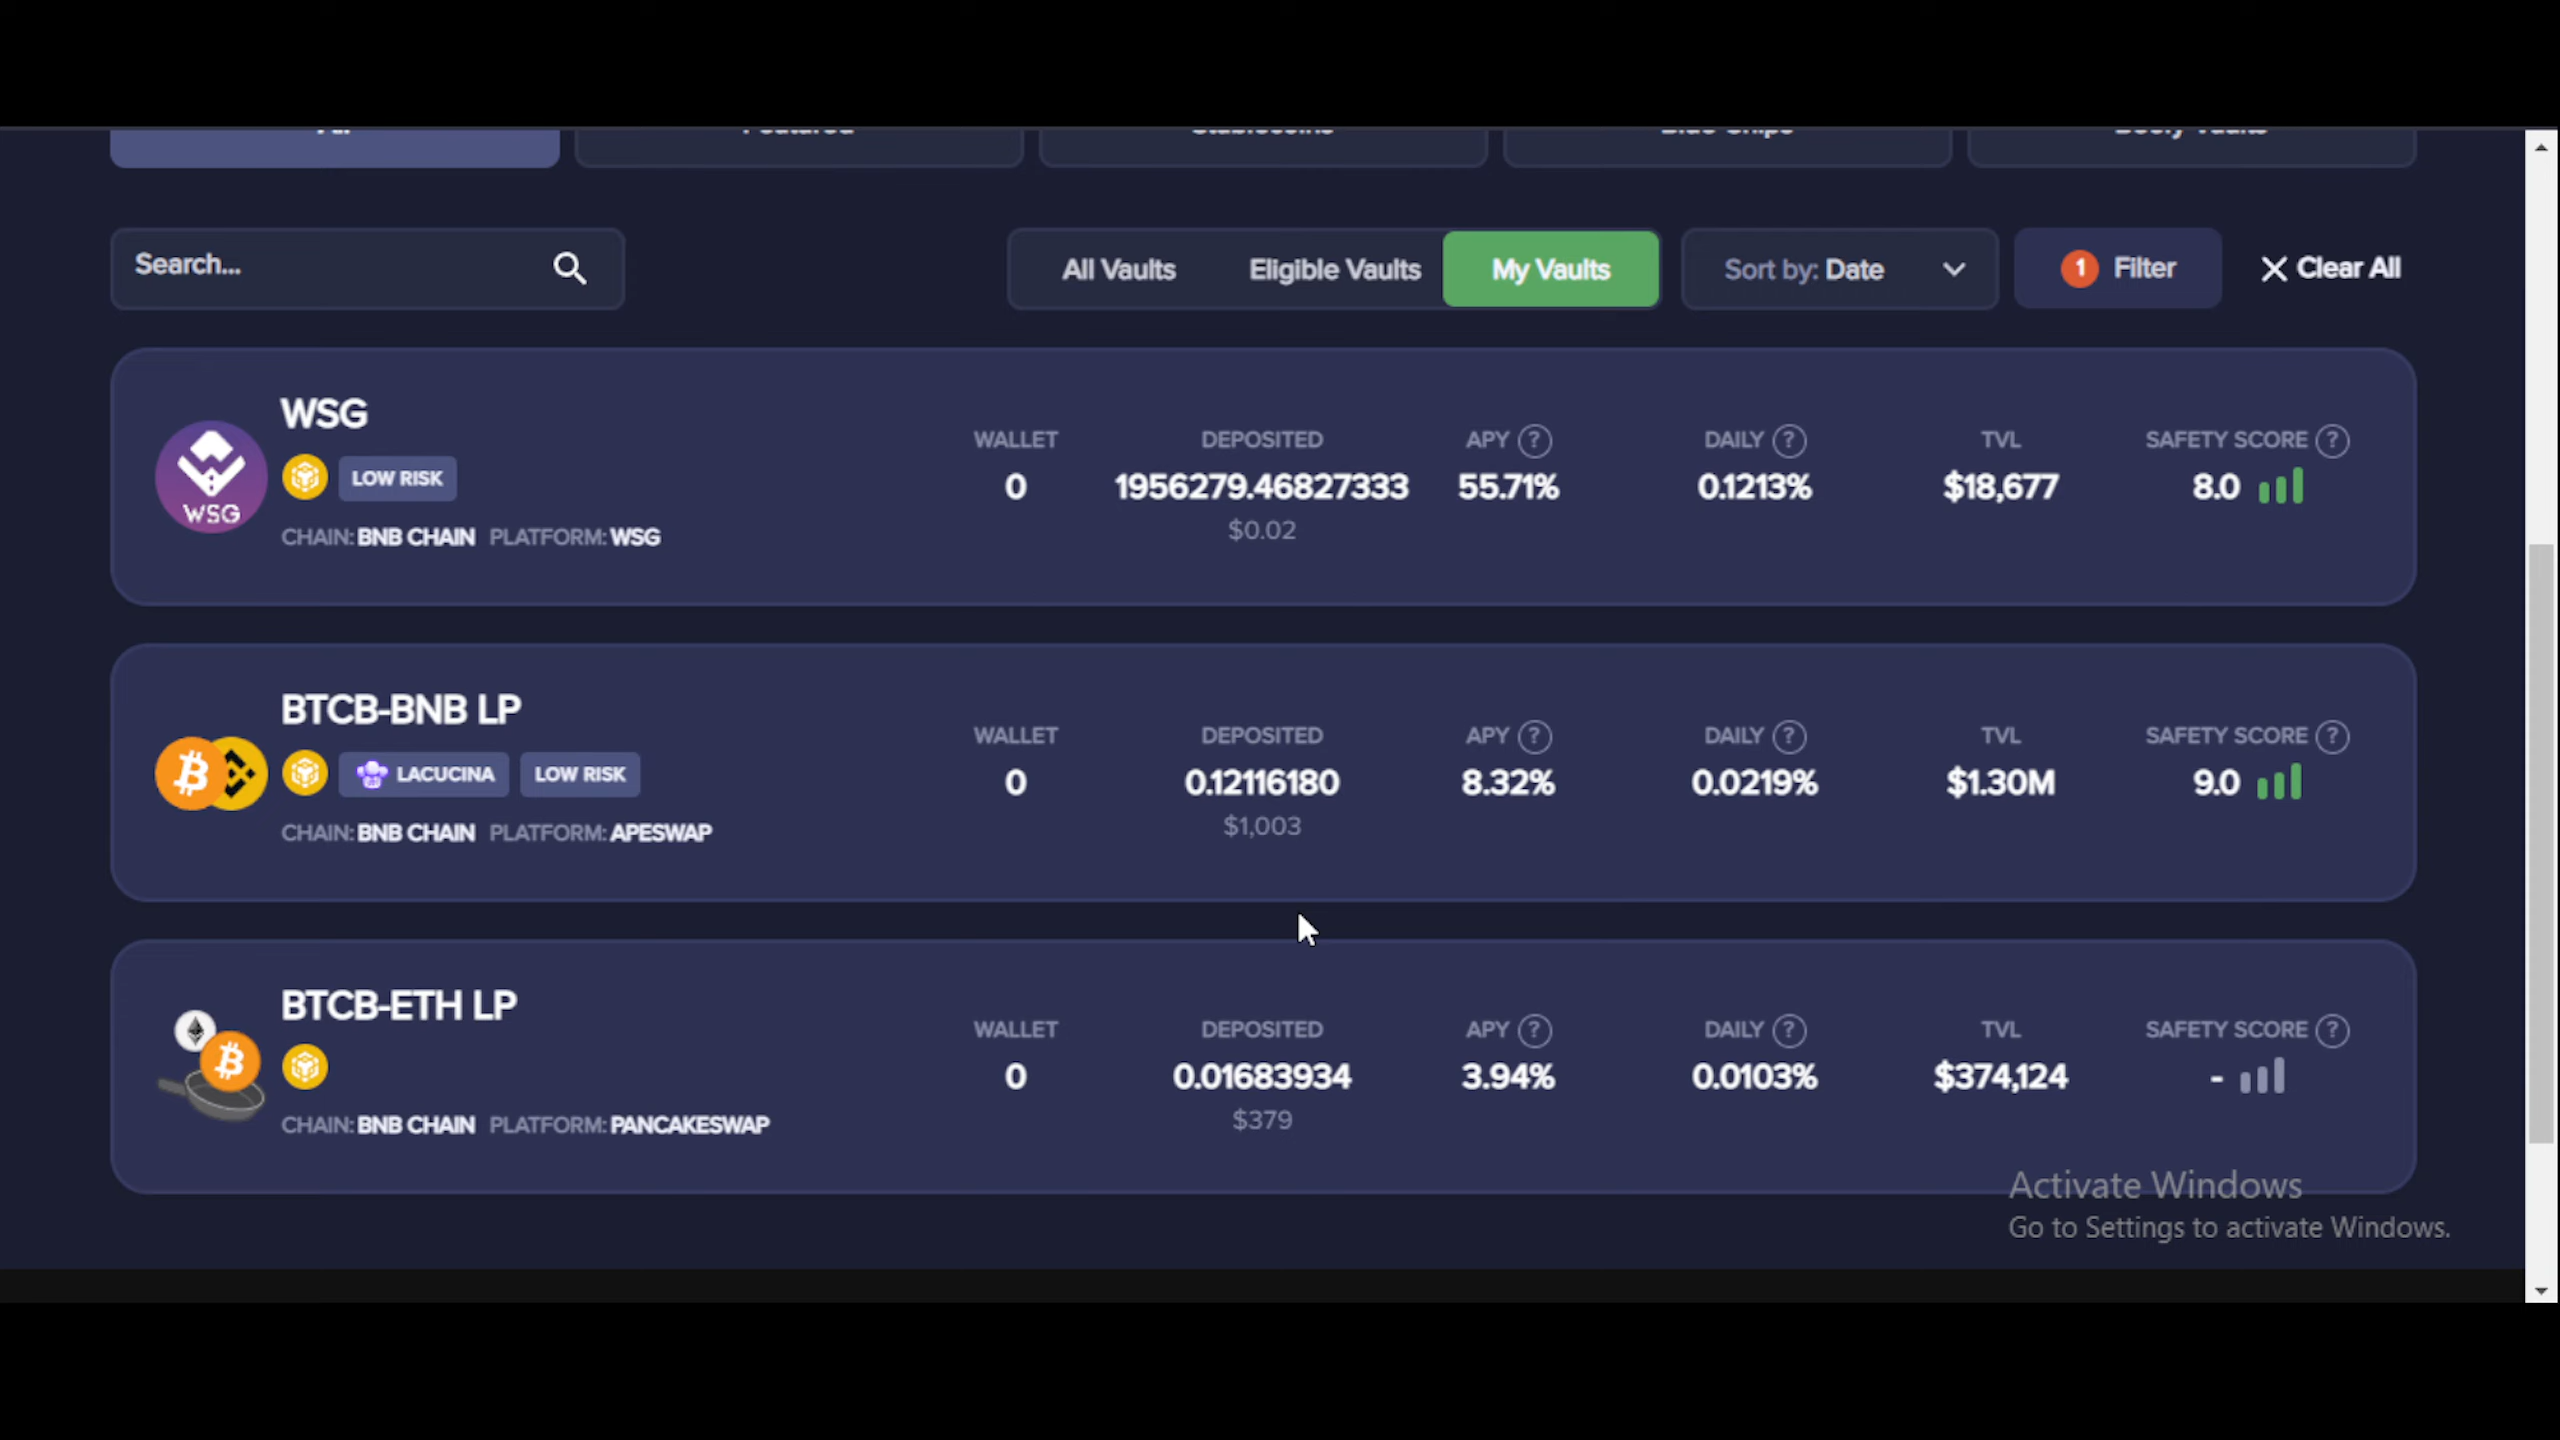 Search...
All Vaults
Eligible Vaults
My Vaults
Sort by: Date
1 Filter
Clear All
WSG
WSG
LOW RISK
CHAIN: BNB CHAIN PLATFORM: WSG
WALLET
0
DEPOSITED
1956279.46827333
$0.02
APY ?
55.71%
DAILY ?
0.1213%
TVL
$18,677
SAFETY SCORE ?
8.0
BTCB-BNB LP
LACUCINA
LOW RISK
CHAIN: BNB CHAIN PLATFORM: APESWAP
WALLET
0
DEPOSITED
0.12116180
$1,003
APY ?
8.32%
DAILY ?
0.0219%
TVL
$1.30M
SAFETY SCORE ?
9.0
BTCB-ETH LP
CHAIN: BNB CHAIN PLATFORM: PANCAKESWAP
WALLET
0
DEPOSITED
0.01683934
$379
APY ?
3.94%
DAILY ?
0.0103%
TVL
$374,124
SAFETY SCORE ?
-
Activate Windows
Go to Settings to activate Windows.